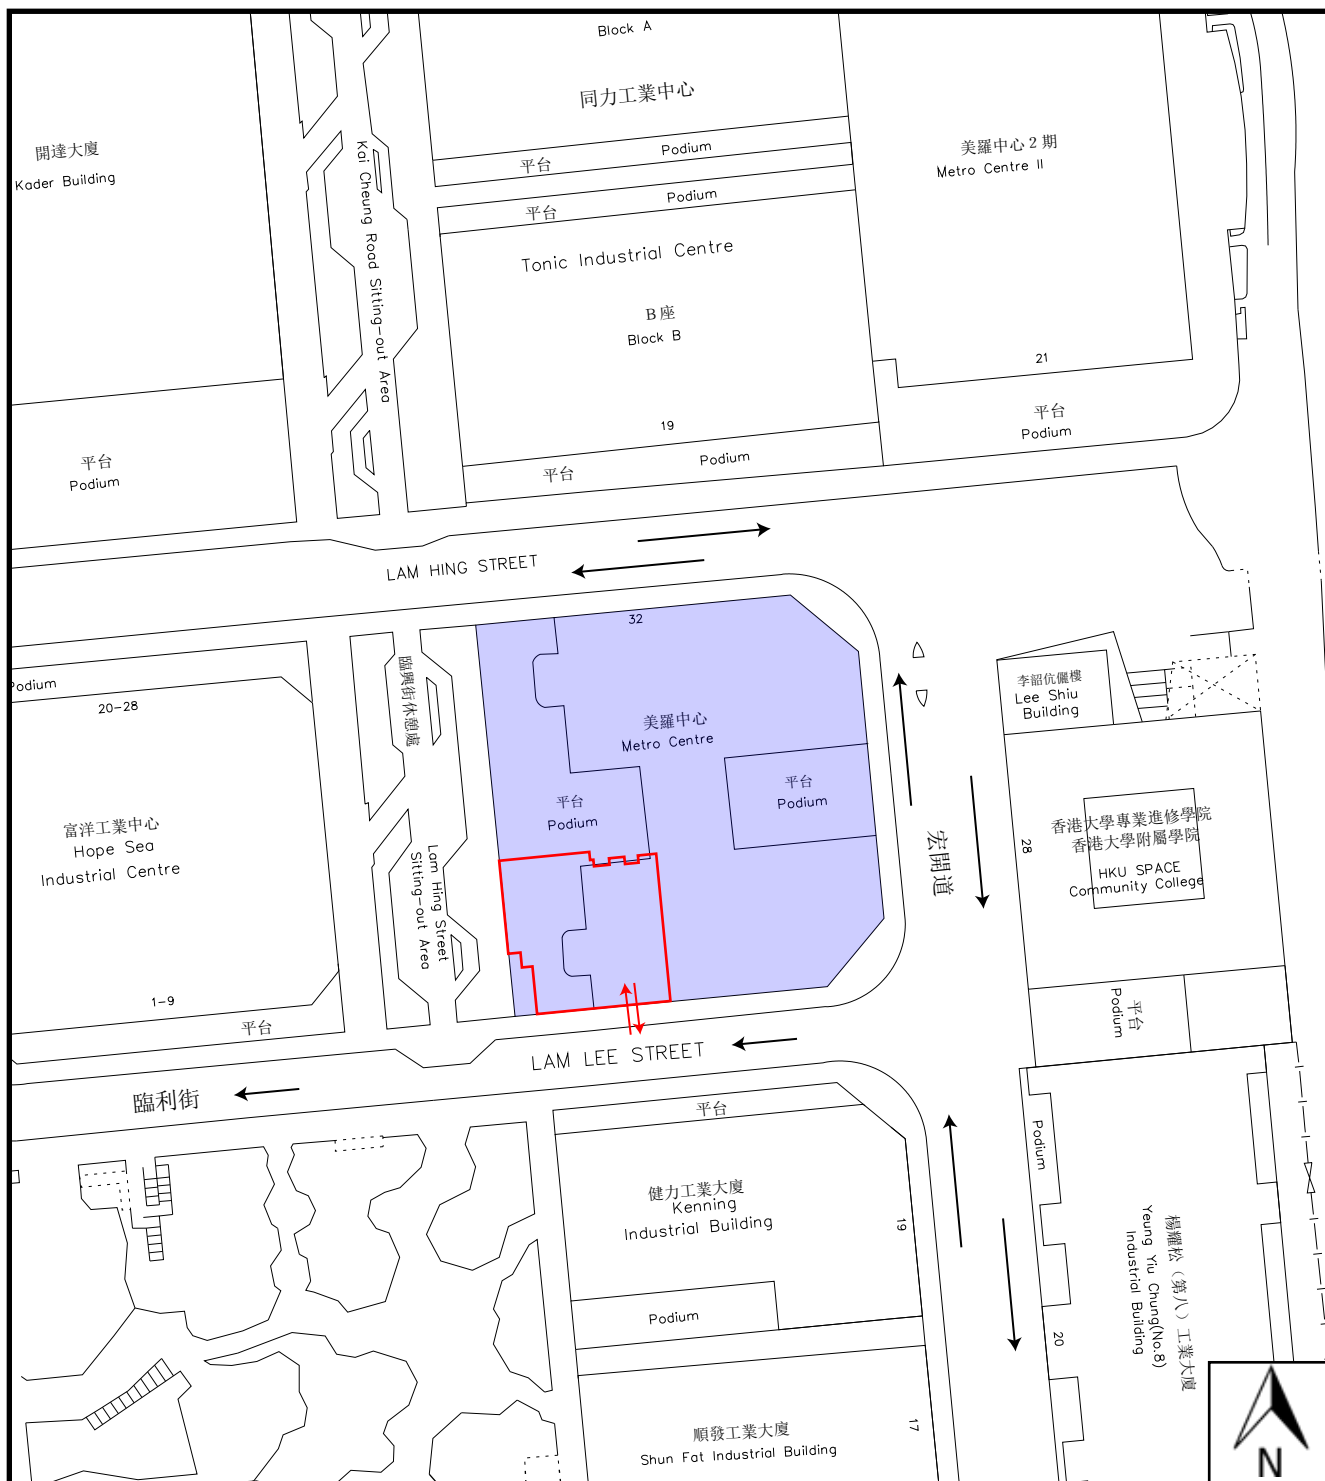 Block A
同力工業中心
開達大廈
Kader Building
Kai Cheung Road Sitting-out Area
平台
Podium
平台
Podium
美羅中心２期
Metro Centre II
Tonic Industrial Centre
B座
Block B
21
19
平台
Podium
平台
Podium
平台
Podium
LAM HING STREET
32
Podium
20-28
臨興街休憩處
美羅中心
Metro Centre
李韶伉儷樓
Lee Shiu
Building
平台
Podium
平台
Podium
富洋工業中心
Hope Sea
Industrial Centre
Lam Hing Street
Sitting-out Area
宏開道
28
香港大學專業進修學院
香港大學附屬學院
HKU SPACE
Community College
1-9
平台
平台
Podium
LAM LEE STREET
臨利街
平台
Podium
健力工業大廈
Kenning
Industrial Building
19
楊耀松（第八）工業大廈
Yeung Yiu Chung(No.8)
Industrial Building
Podium
20
順發工業大廈
Shun Fat Industrial Building
17
N